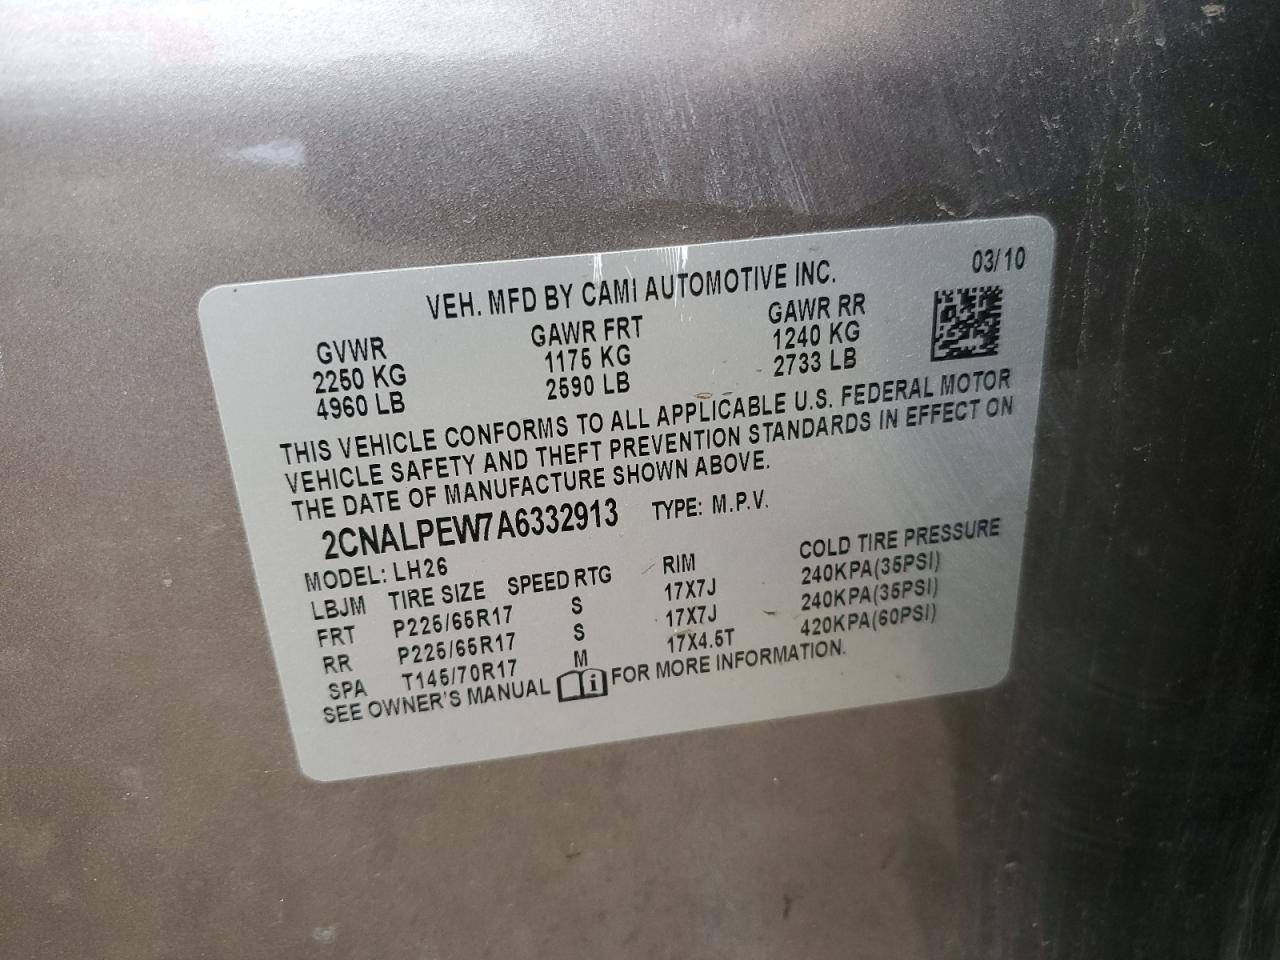 03/10
VEH. MFD BY CAMI AUTOMOTIVE INC.
GVWR GAWR FRT GAWR RR
2250 KG 1175 KG 1240 KG
4960 LB 2590 LB 2733 LB
THIS VEHICLE CONFORMS TO ALL APPLICABLE U.S. FEDERAL MOTOR
VEHICLE SAFETY AND THEFT PREVENTION STANDARDS IN EFFECT ON
THE DATE OF MANUFACTURE SHOWN ABOVE.
2CNALPEW7A6332913 TYPE: M.P.V.
MODEL: LH26
LBJM TIRE SIZE SPEED RTG RIM COLD TIRE PRESSURE
FRT P225/65R17 S 17X7J 240KPA(35PSI)
RR P225/65R17 S 17X7J 240KPA(35PSI)
SPA T145/70R17 M 17X4.5T 420KPA(60PSI)
SEE OWNER'S MANUAL i FOR MORE INFORMATION.